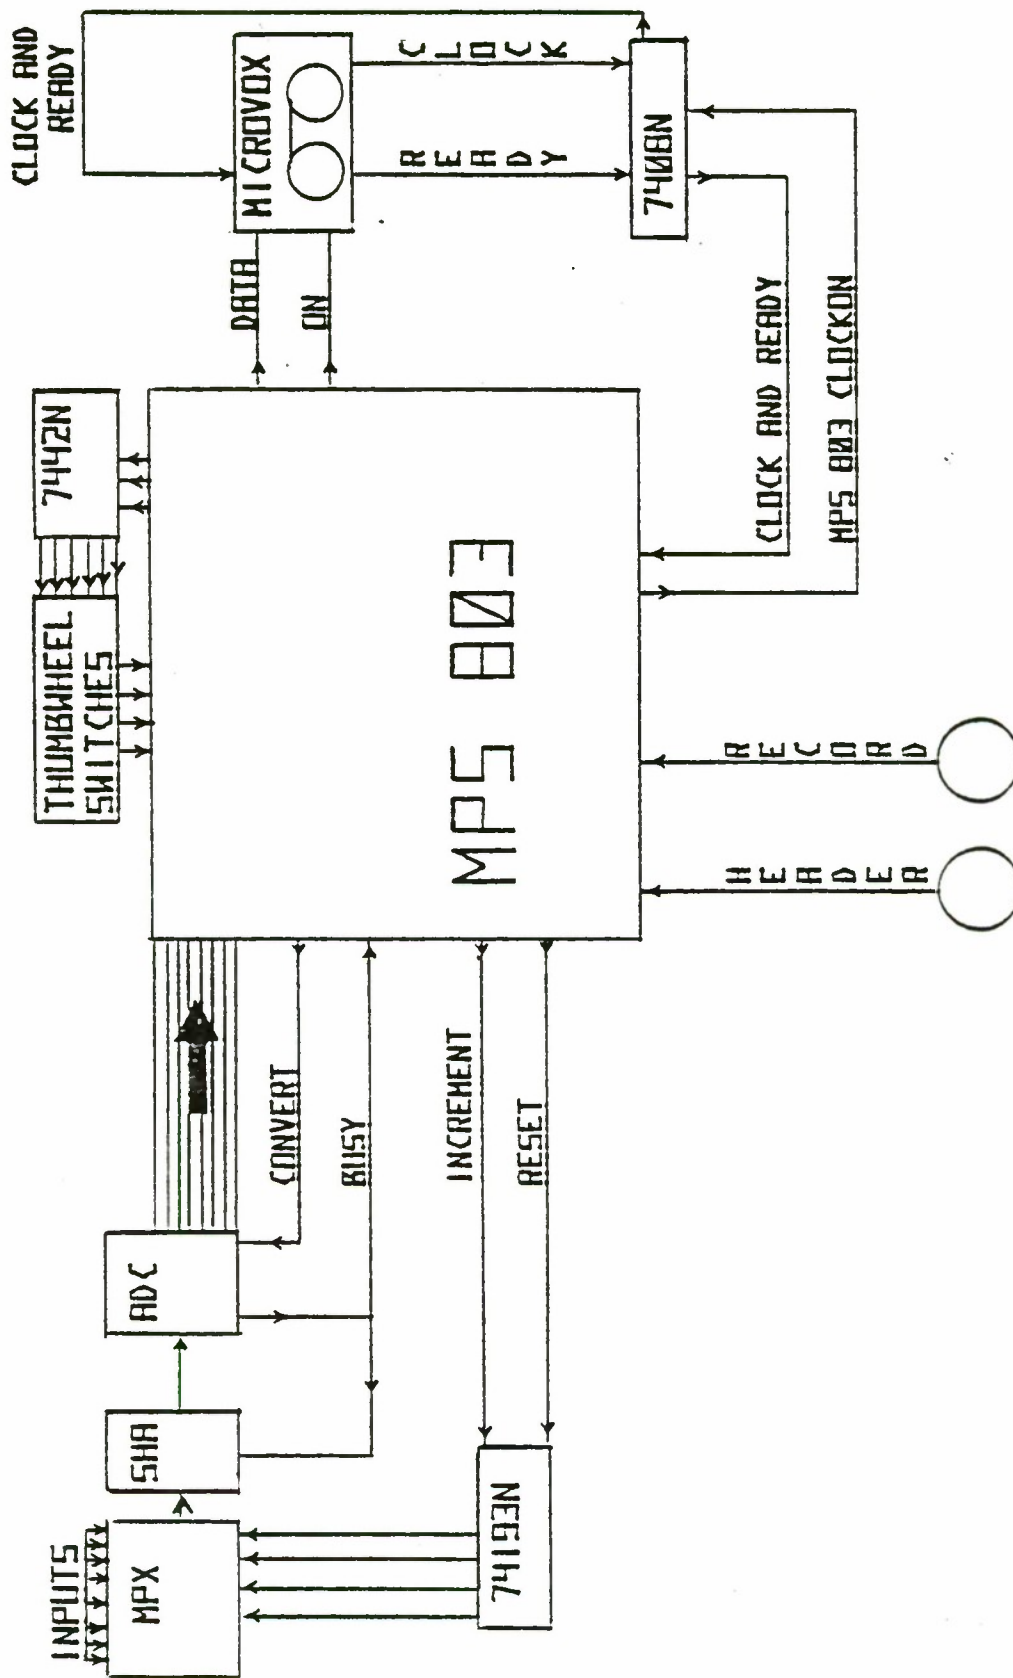 INPUTS
MPX
SHA
ADC
74193N
CONVERT
BUSY
INCREMENT
RESET
THUMBWHEEL
SWITCHES
7442N
MPS 803
HEADER
RECORD
DATA
ON
MICROVOX
CLOCK AND
READY
CLOCK
READY
7408N
CLOCK AND READY
MPS 803 CLOCKON